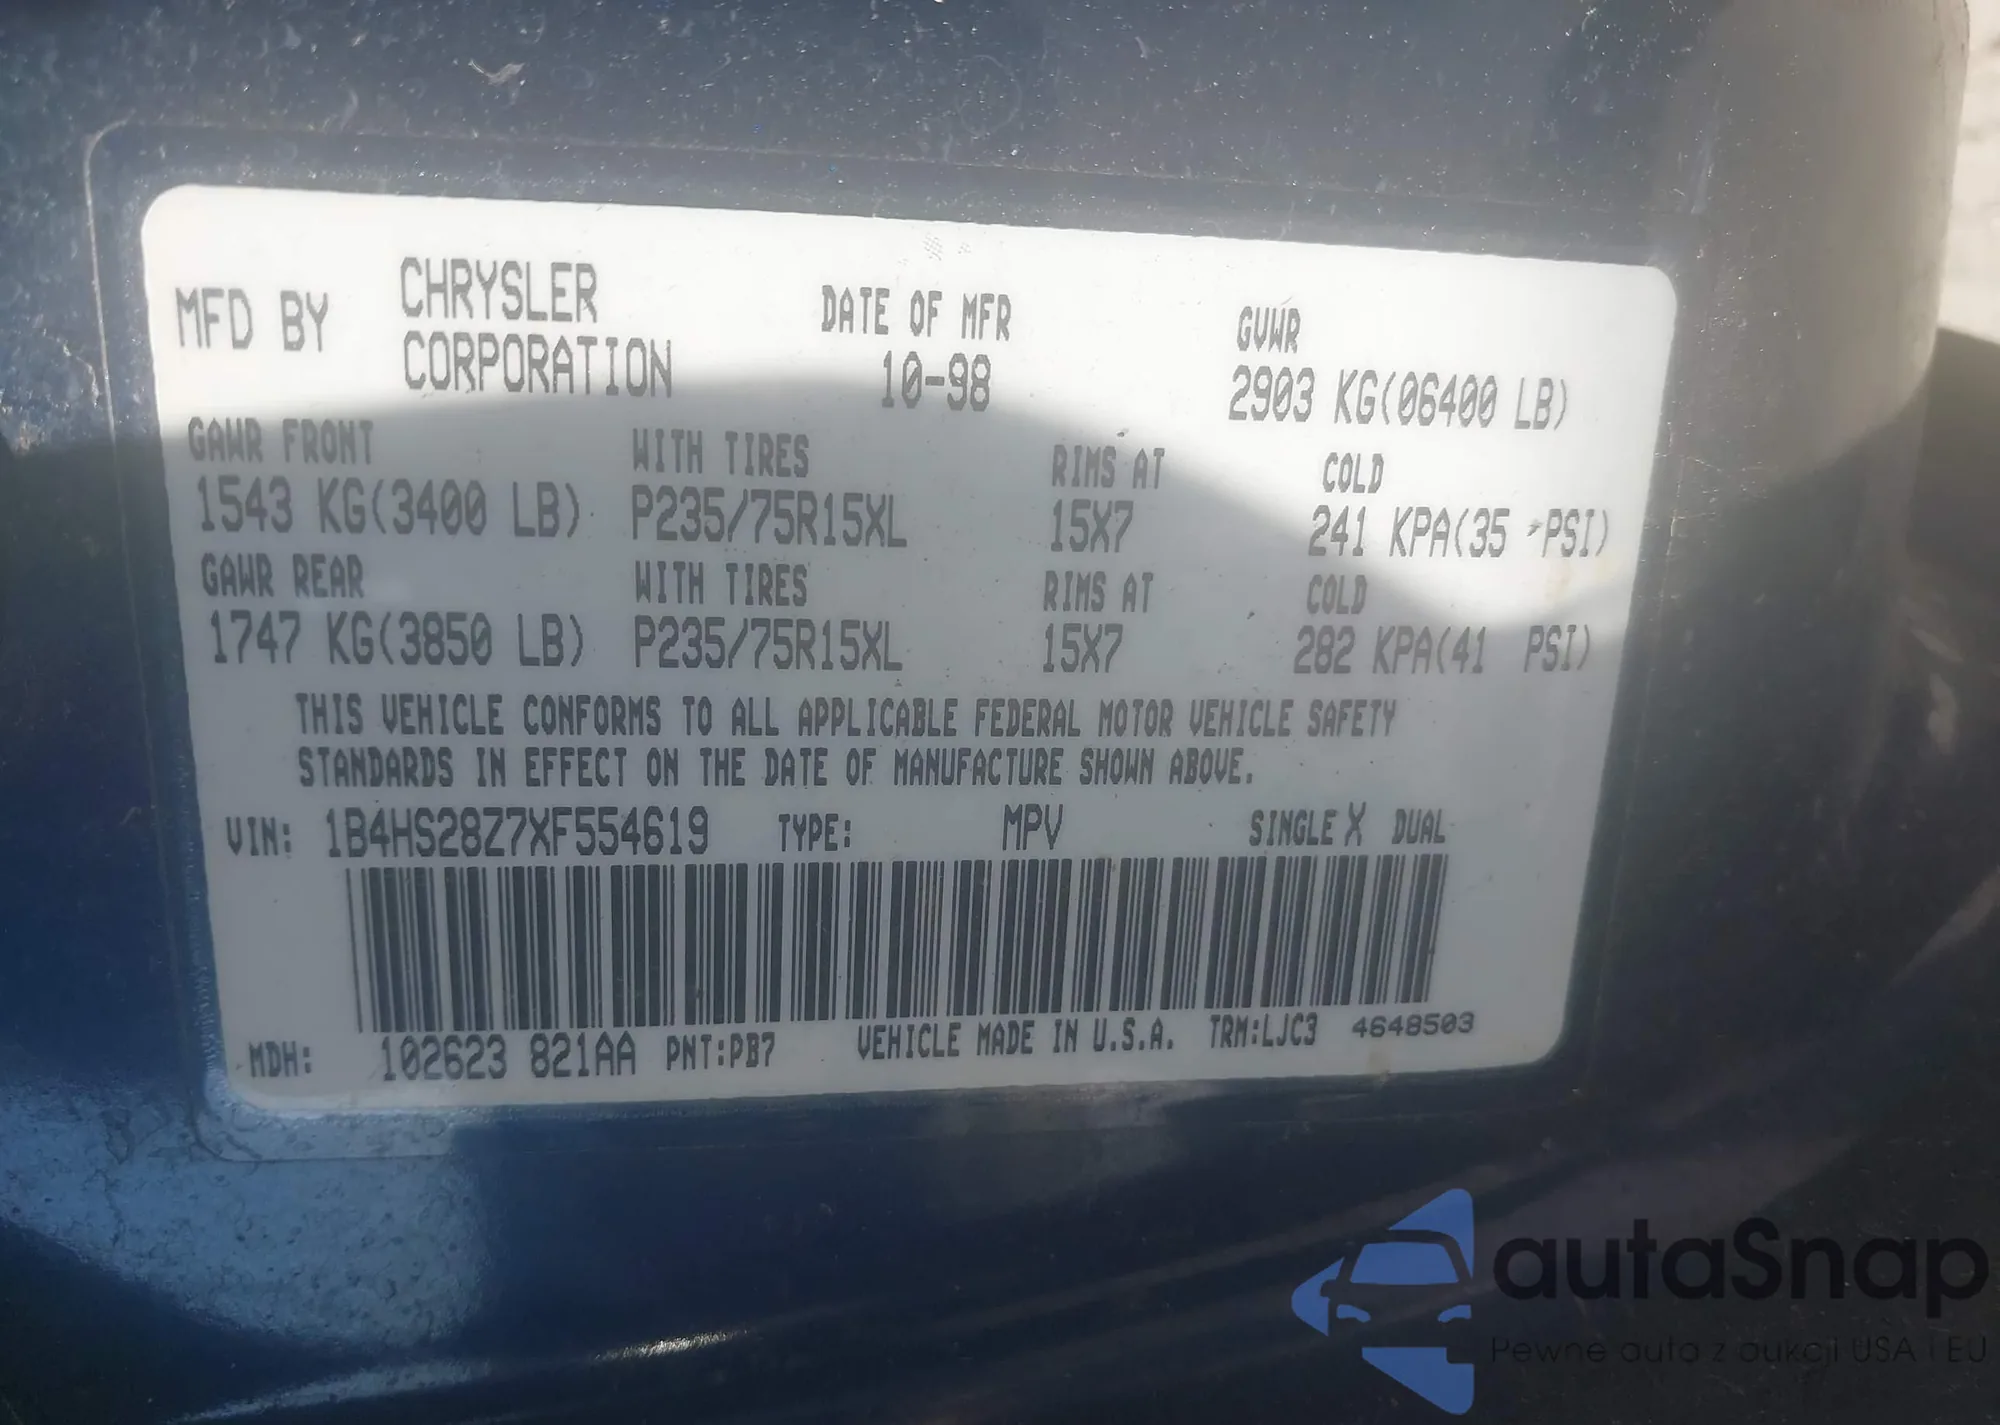 MFD BY CHRYSLER CORPORATION DATE OF MFR 10-98 GVWR 2903 KG(06400 LB)
GAWR FRONT WITH TIRES RIMS AT COLD
1543 KG(3400 LB) P235/75R15XL 15X7 241 KPA(35 PSI)
GAWR REAR WITH TIRES RIMS AT COLD
1747 KG(3850 LB) P235/75R15XL 15X7 282 KPA(41 PSI)
THIS VEHICLE CONFORMS TO ALL APPLICABLE FEDERAL MOTOR VEHICLE SAFETY
STANDARDS IN EFFECT ON THE DATE OF MANUFACTURE SHOWN ABOVE.
VIN: 1B4HS28Z7XF554619 TYPE: MPV SINGLE X DUAL
MDH: 102623 821AA PNT:PB7 VEHICLE MADE IN U.S.A. TRM:LJC3 4648503
autaSnap
Pewne auta z aukcji USA i EU